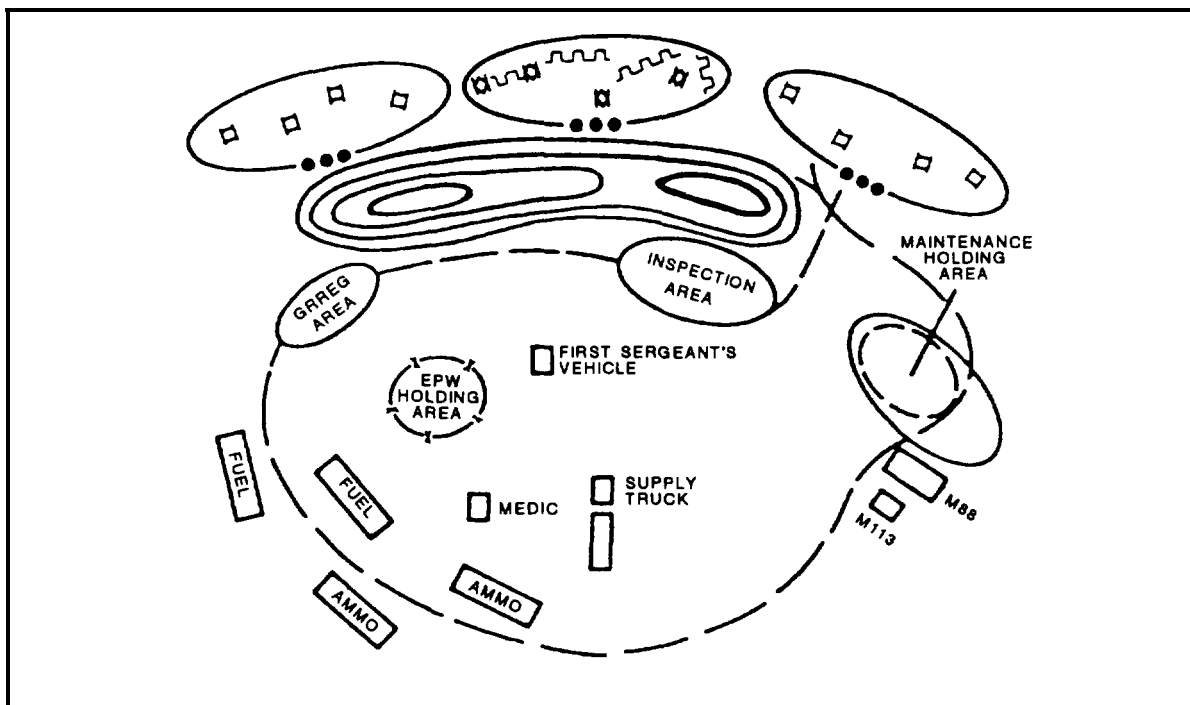 MAINTENANCE
HOLDING
AREA
INSPECTION
AREA
GRREG
AREA
FIRST SERGEANT'S
VEHICLE
EPW
HOLDING
AREA
FUEL
FUEL
MEDIC
SUPPLY
TRUCK
M88
M113
AMMO
AMMO